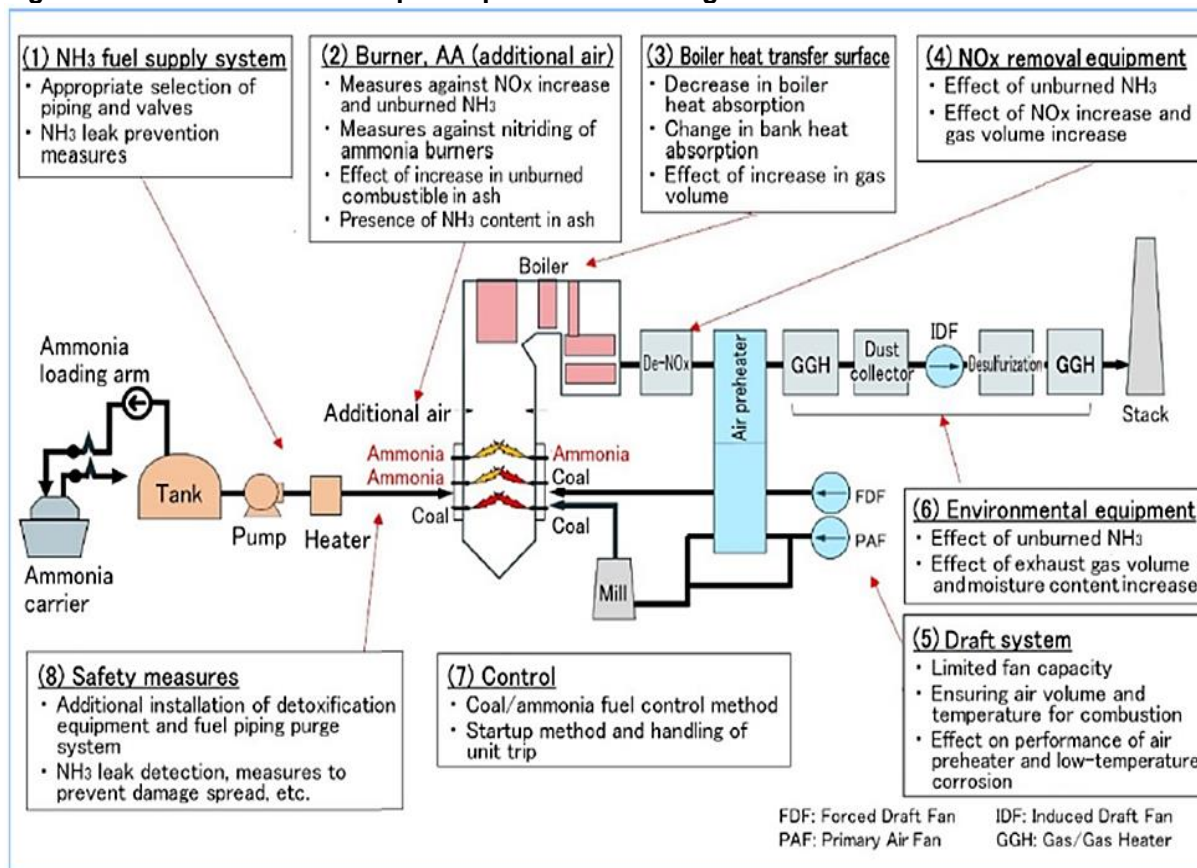 (1) NH3 fuel supply system
・ Appropriate selection of
piping and valves
・ NH3 leak prevention
measures
(2) Burner, AA (additional air)
・ Measures against NOx increase
and unburned NH3
・ Measures against nitriding of
ammonia burners
・ Effect of increase in unburned
combustible in ash
・ Presence of NH3 content in ash
(3) Boiler heat transfer surface
・ Decrease in boiler
heat absorption
・ Change in bank heat
absorption
・ Effect of increase in gas
volume
(4) NOx removal equipment
・ Effect of unburned NH3
・ Effect of NOx increase and
gas volume increase
Boiler
Ammonia
loading arm
Additional air
Ammonia
Ammonia
Ammonia
Coal
Coal
Coal
Tank
Pump
Heater
Ammonia
carrier
De-NOx
Air preheater
GGH
Dust
collector
IDF
Desulfurization
GGH
Stack
FDF
PAF
Mill
(6) Environmental equipment
・ Effect of unburned NH3
・ Effect of exhaust gas volume
and moisture content increase
(5) Draft system
・ Limited fan capacity
・ Ensuring air volume and
temperature for combustion
・ Effect on performance of air
preheater and low-temperature
corrosion
(8) Safety measures
・ Additional installation of detoxification
equipment and fuel piping purge
system
・ NH3 leak detection, measures to
prevent damage spread, etc.
(7) Control
・ Coal/ammonia fuel control method
・ Startup method and handling of
unit trip
FDF: Forced Draft Fan IDF: Induced Draft Fan
PAF: Primary Air Fan GGH: Gas/Gas Heater